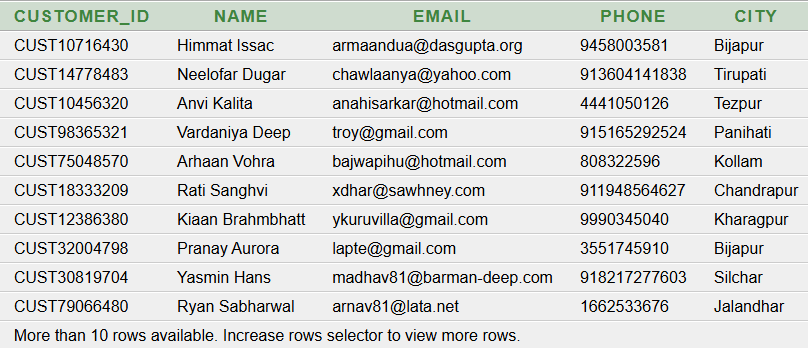 CUSTOMER_ID NAME EMAIL PHONE CITY
CUST10716430 Himmat Issac armaandua@dasgupta.org 9458003581 Bijapur
CUST14778483 Neelofar Dugar chawlaanya@yahoo.com 913604141838 Tirupati
CUST10456320 Anvi Kalita anahisarkar@hotmail.com 4441050126 Tezpur
CUST98365321 Vardaniya Deep troy@gmail.com 915165292524 Panihati
CUST75048570 Arhaan Vohra bajwapihu@hotmail.com 808322596 Kollam
CUST18333209 Rati Sanghvi xdhar@sawhney.com 911948564627 Chandrapur
CUST12386380 Kiaan Brahmbhatt ykuruvilla@gmail.com 9990345040 Kharagpur
CUST32004798 Pranay Aurora lapte@gmail.com 3551745910 Bijapur
CUST30819704 Yasmin Hans madhav81@barman-deep.com 918217277603 Silchar
CUST79066480 Ryan Sabharwal arnav81@lata.net 1662533676 Jalandhar
More than 10 rows available. Increase rows selector to view more rows.